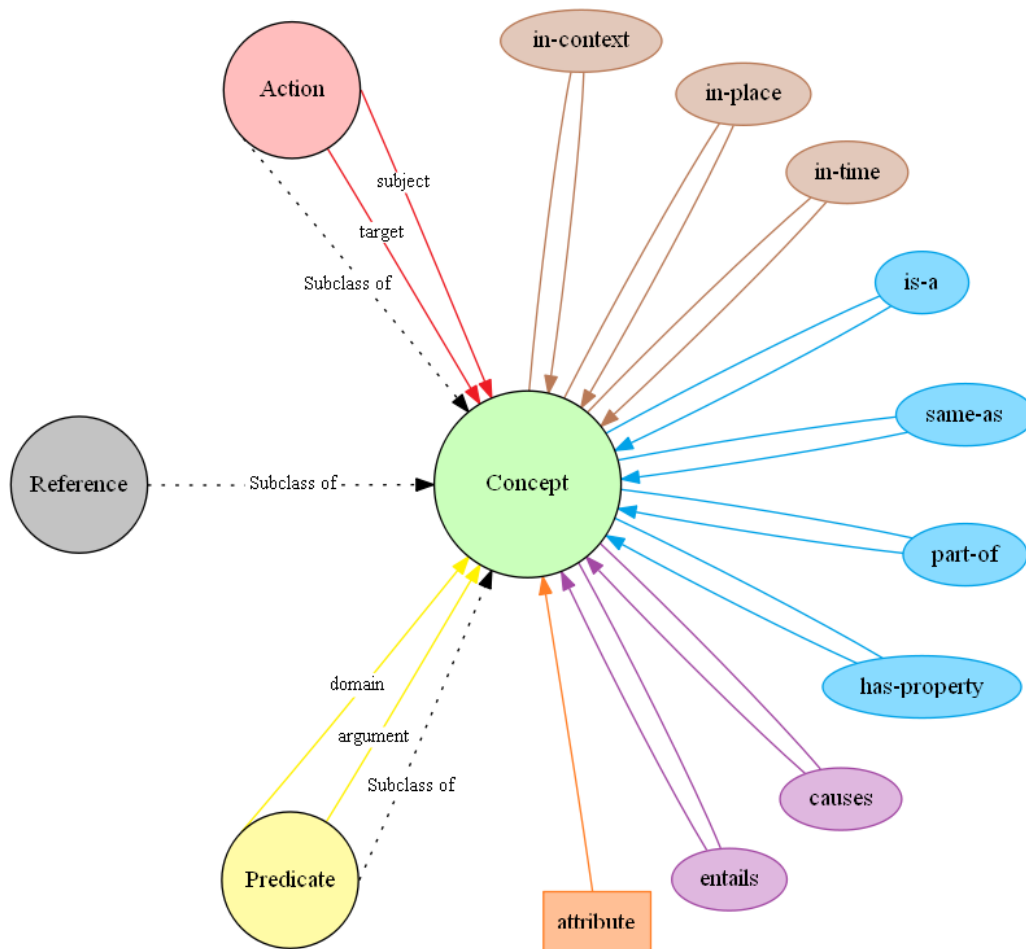 in-context
Action
in-place
in-time
subject
target
Subclass of
is-a
same-as
Reference
Subclass of
Concept
part-of
has-property
domain
argument
Subclass of
causes
Predicate
entails
attribute